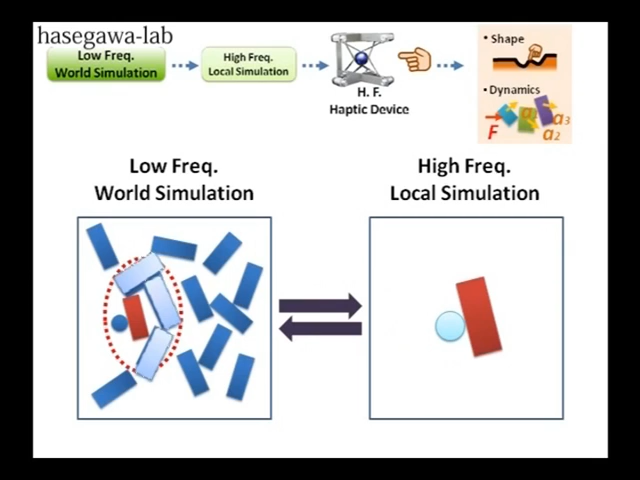 hasegawa-lab
Low Freq.
World Simulation
High Freq.
Local Simulation
H. F.
Haptic Device
• Shape
• Dynamics
F
a₃
a₂
Low Freq.
World Simulation
High Freq.
Local Simulation